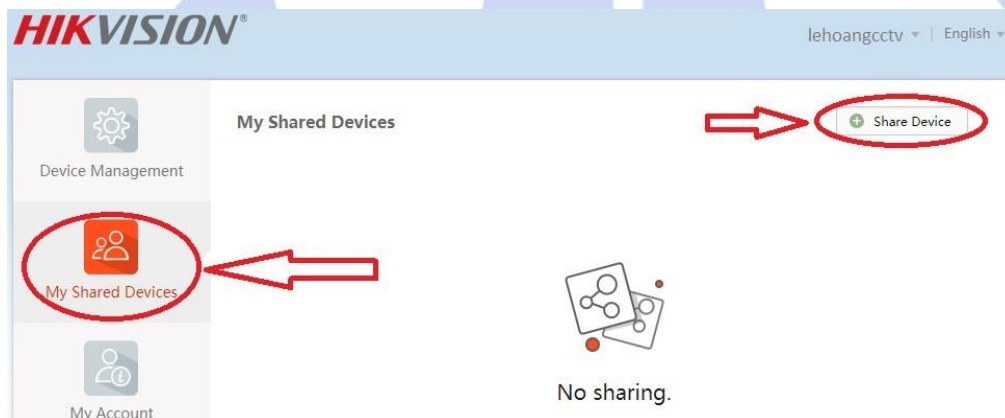 HIKVISION®
lehoangcctv | English
Device Management
My Shared Devices
Share Device
My Shared Devices
No sharing.
My Account